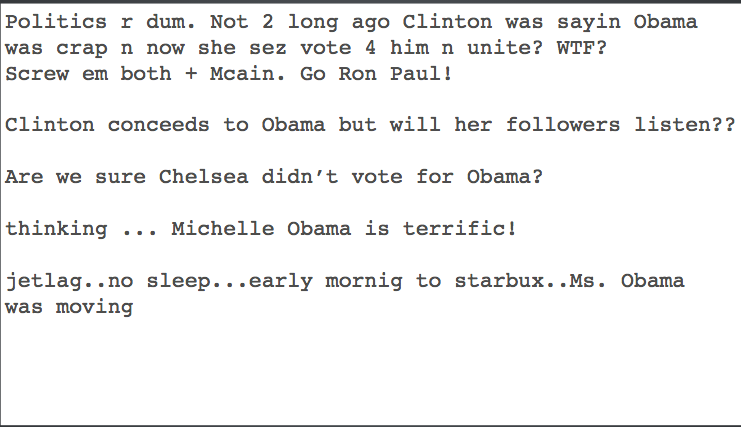 Politics r dum. Not 2 long ago Clinton was sayin Obama
was crap n now she sez vote 4 him n unite? WTF?
Screw em both + Mcain. Go Ron Paul!
Clinton conceeds to Obama but will her followers listen??
Are we sure Chelsea didn’t vote for Obama?
thinking ... Michelle Obama is terrific!
jetlag..no sleep...early mornig to starbux..Ms. Obama
was moving